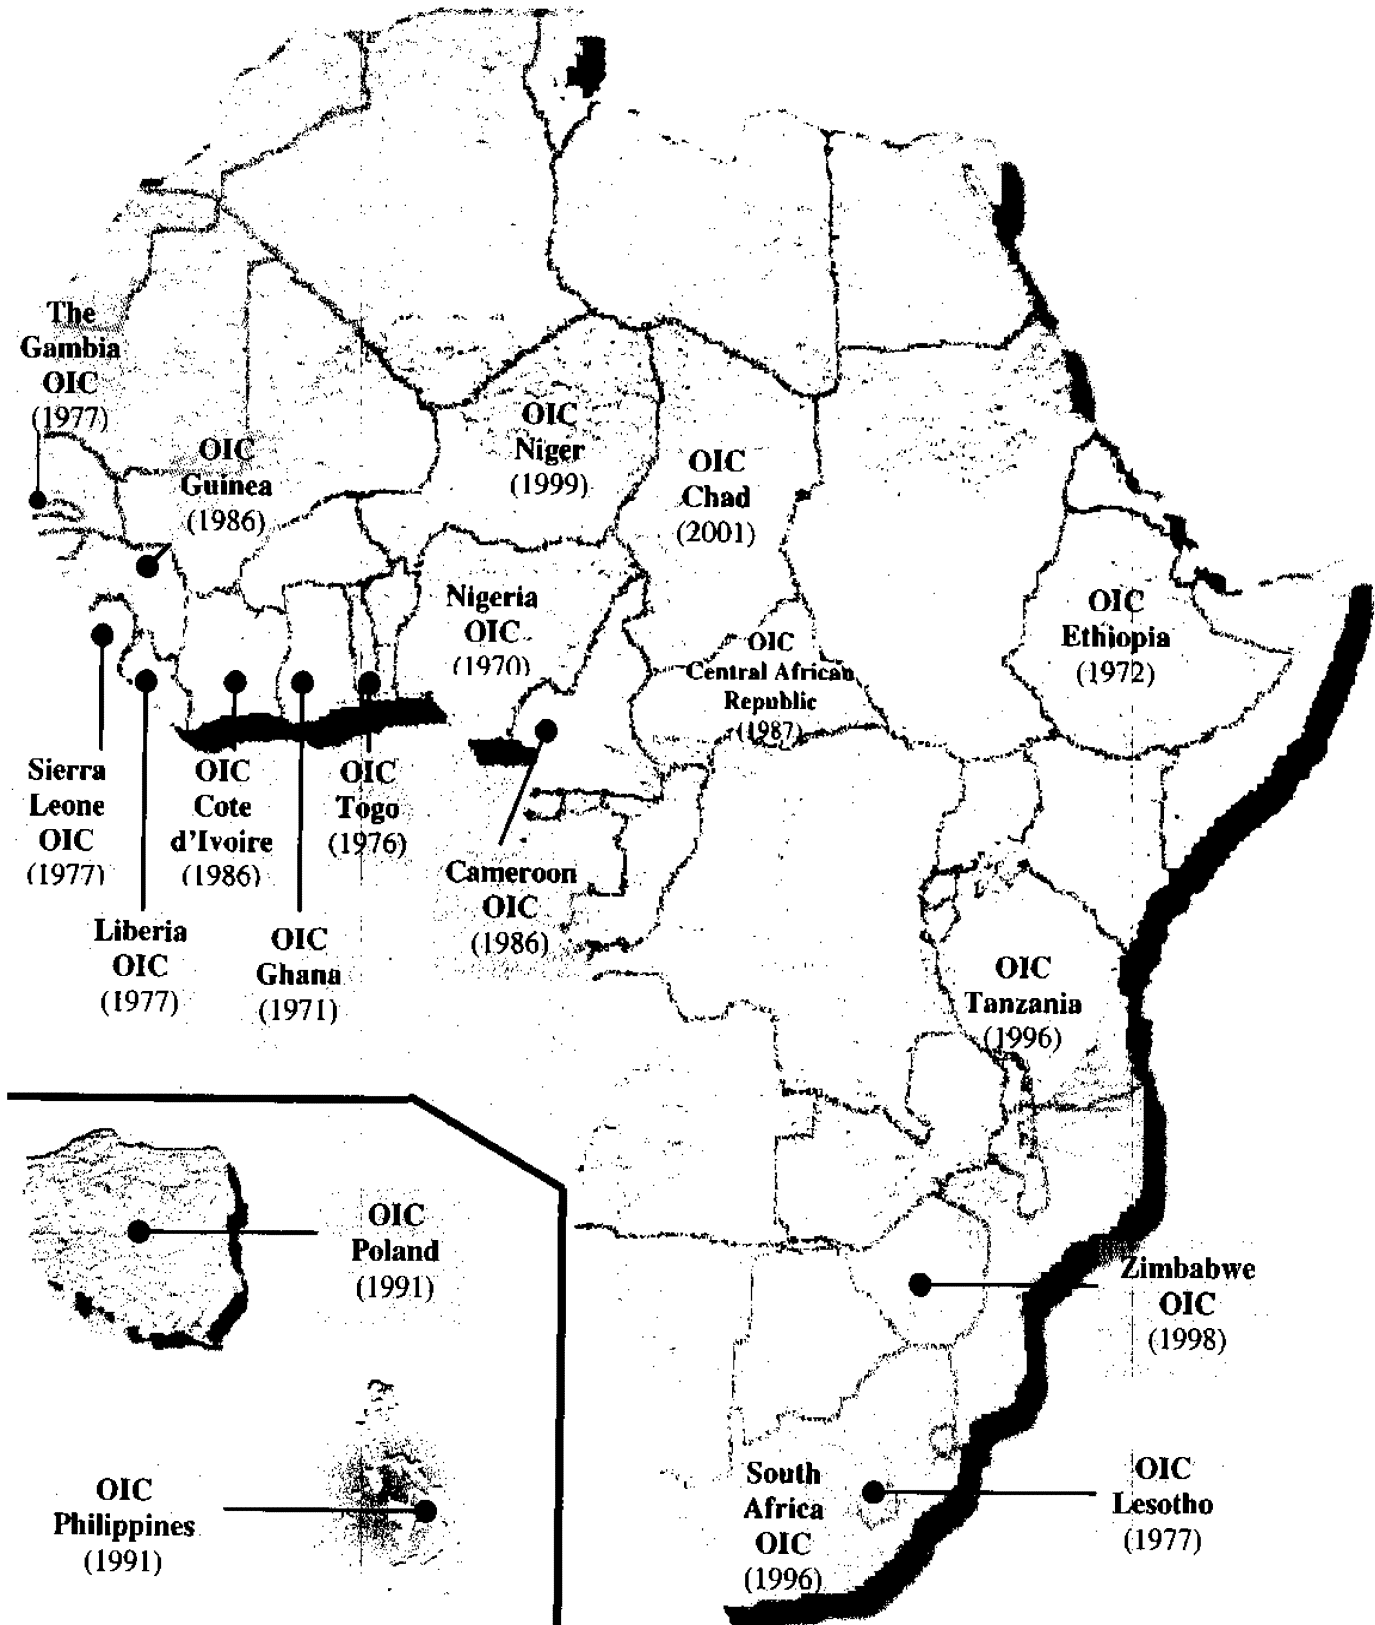 The
Gambia
OIC
(1977)
OIC
Guinea
(1986)
OIC
Niger
(1999)
OIC
Chad
(2001)
Nigeria
OIC
(1970)
OIC
Central African
Republic
(1987)
OIC
Ethiopia
(1972)
Sierra
Leone
OIC
(1977)
OIC
Cote
d'Ivoire
(1986)
OIC
Togo
(1976)
Cameroon
OIC
(1986)
Liberia
OIC
(1977)
OIC
Ghana
(1971)
OIC
Tanzania
(1996)
OIC
Poland
(1991)
Zimbabwe
OIC
(1998)
OIC
Philippines
(1991)
South
Africa
OIC
(1996)
OIC
Lesotho
(1977)